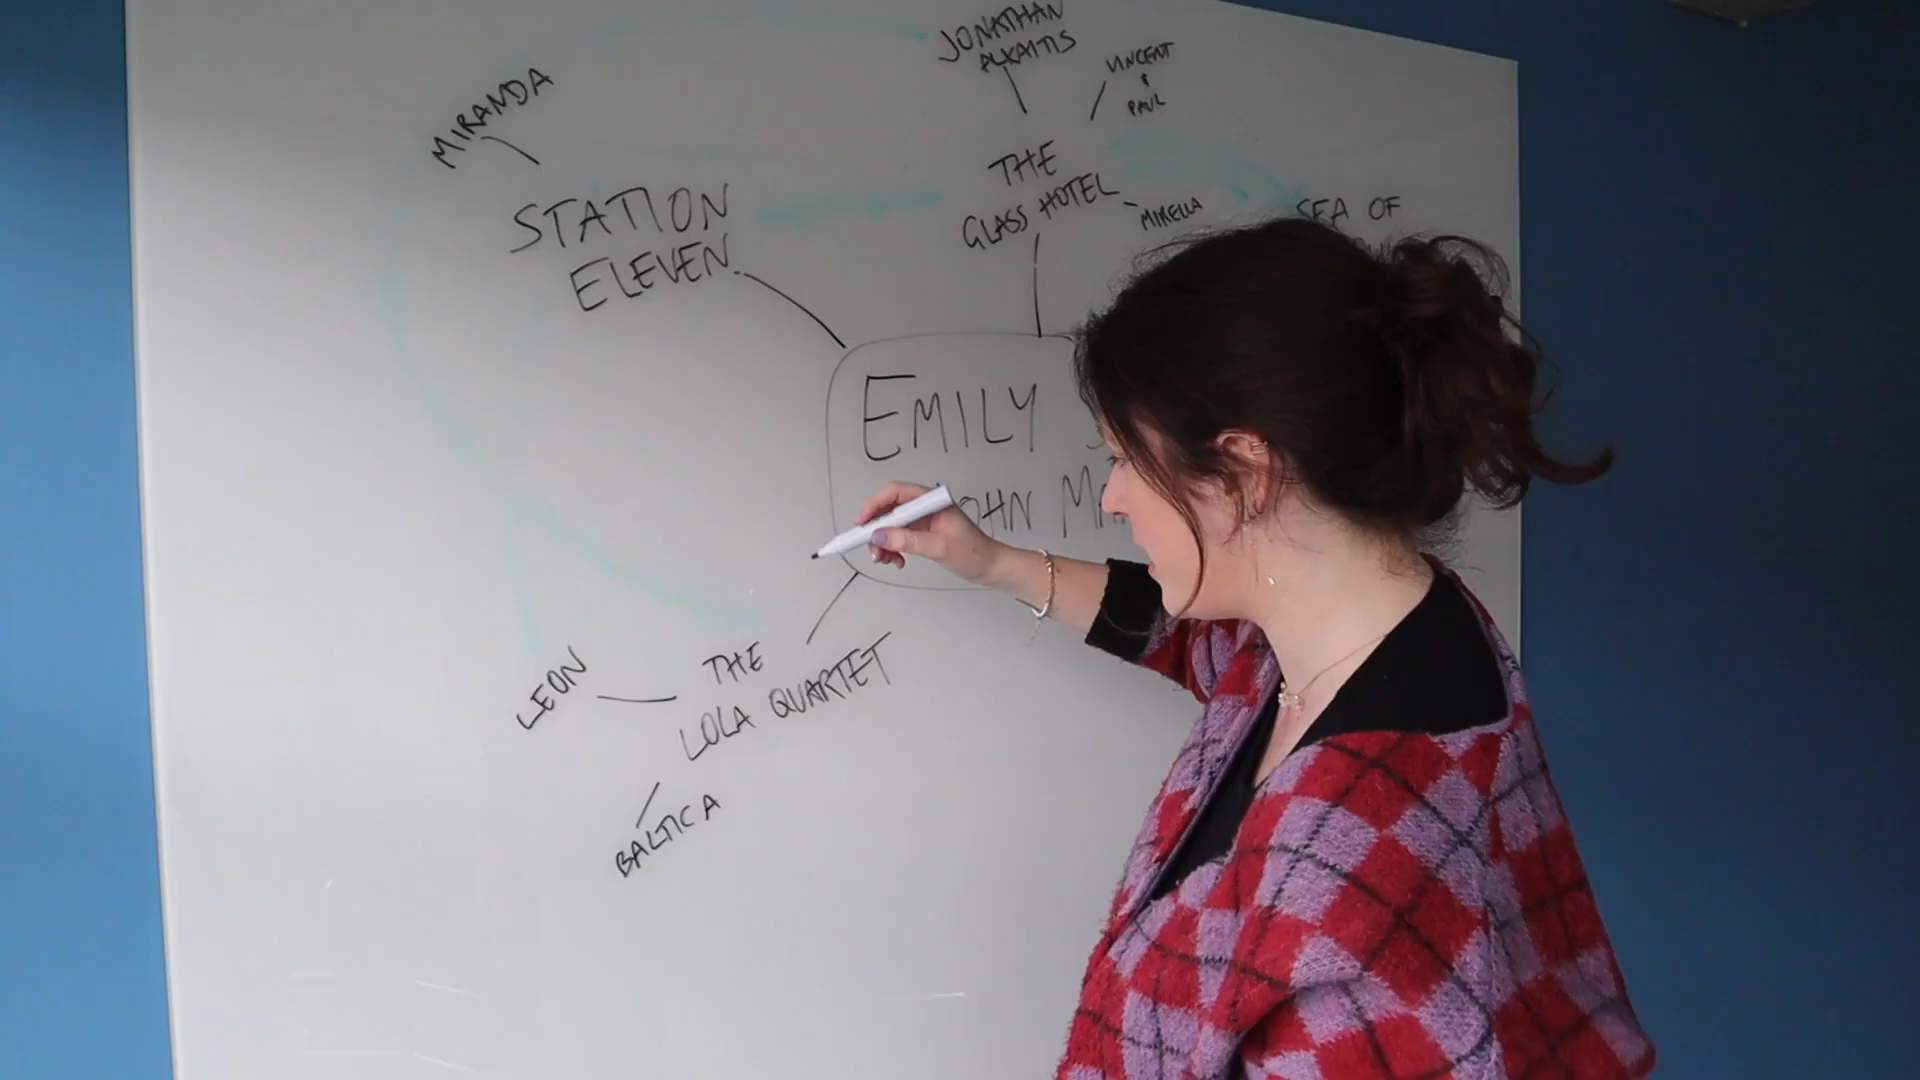 JONATHAN
ALKAITIS
VINCENT
&
PAUL
MIRANDA
THE
GLASS HOTEL
MIRELLA
STATION
ELEVEN
SEA OF
EMILY
JOHN
THE
LOLA QUARTET
LEON
BALTICA